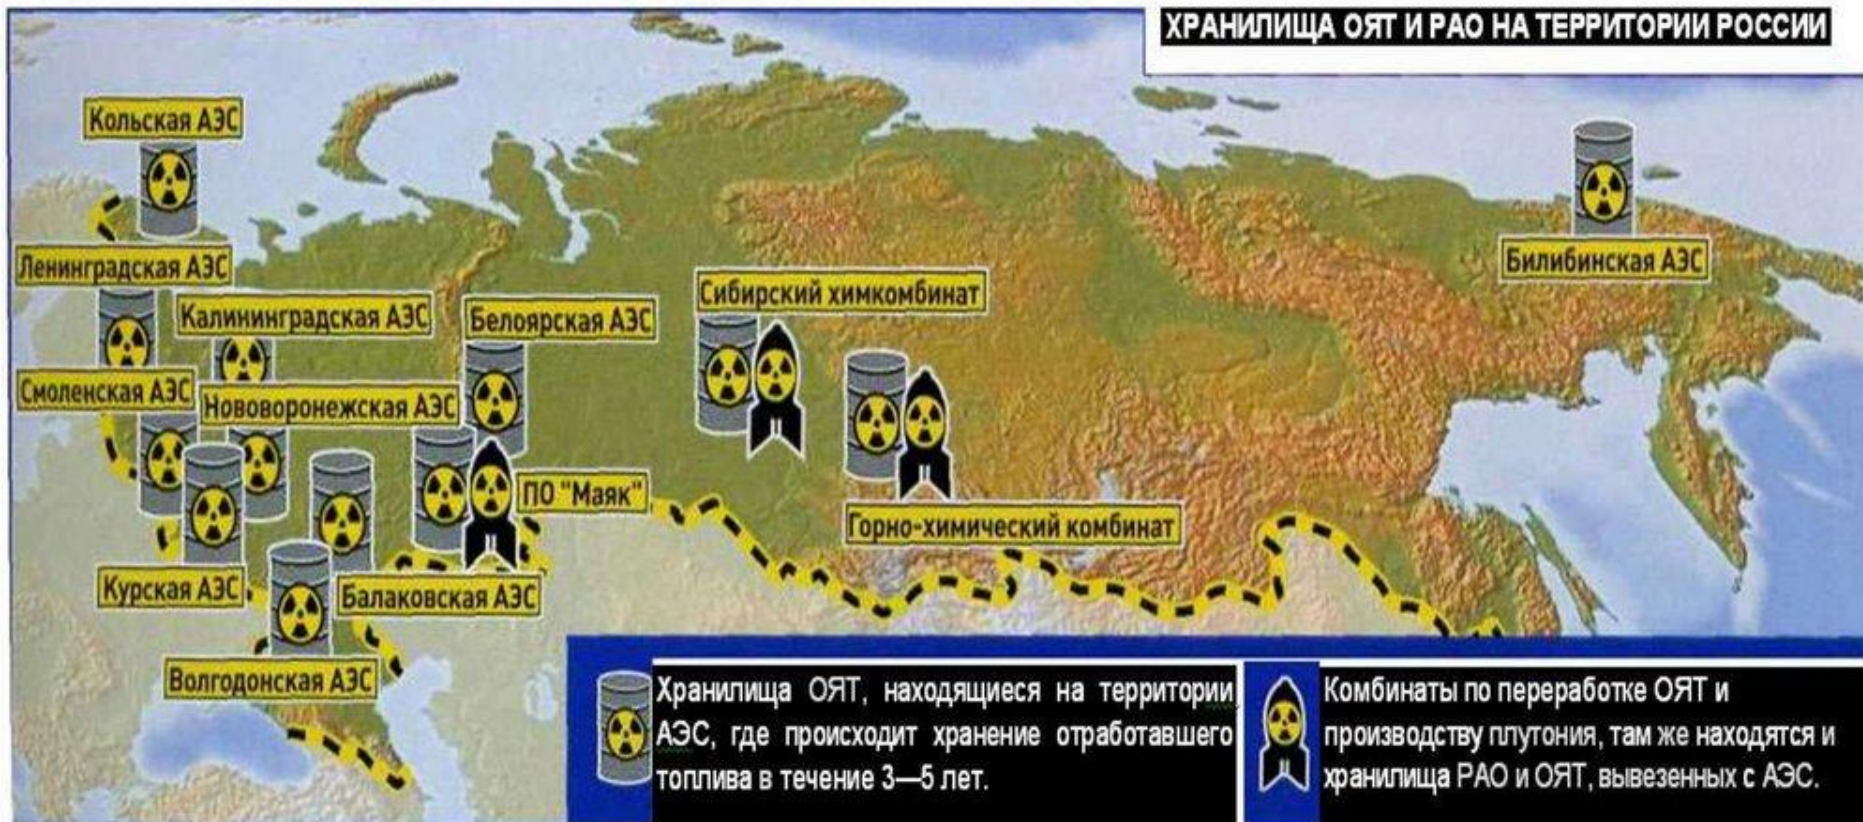 ХРАНИЛИЩА ОЯТ И РАО НА ТЕРРИТОРИИ РОССИИ
Кольская АЭС
Ленинградская АЭС
Билибинская АЭС
Калининградская АЭС
Белоярская АЭС
Сибирский химкомбинат
Смоленская АЭС
Нововоронежская АЭС
ПО "Маяк"
Горно-химический комбинат
Курская АЭС
Балаковская АЭС
Волгодонская АЭС
Хранилища ОЯТ, находящиеся на территории
АЭС, где происходит хранение отработавшего
топлива в течение 3—5 лет.
Комбинаты по переработке ОЯТ и
производству плутония, там же находятся и
хранилища РАО и ОЯТ, вывезенных с АЭС.